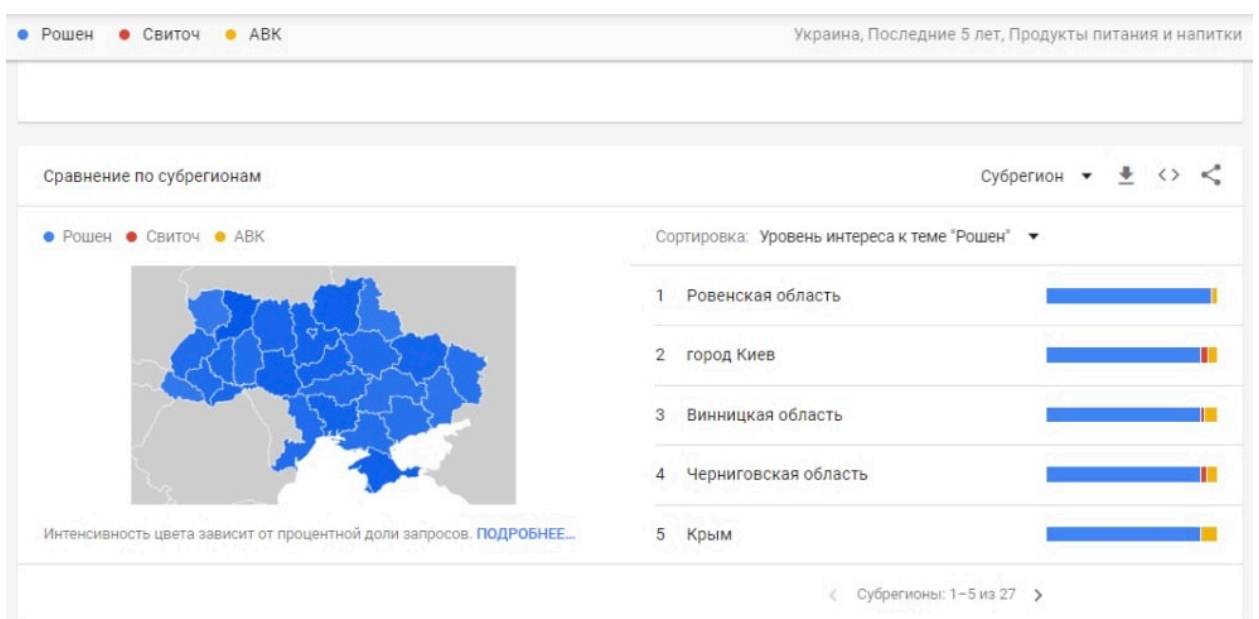 Рошен Свиточ АВК Украина, Последние 5 лет, Продукты питания и напитки
Сравнение по субрегионам Субрегион
Рошен Свиточ АВК
Сортировка: Уровень интереса к теме "Рошен"
1 Ровенская область
2 город Киев
3 Винницкая область
4 Черниговская область
5 Крым
Интенсивность цвета зависит от процентной доли запросов. ПОДРОБНЕЕ...
Субрегионы: 1–5 из 27